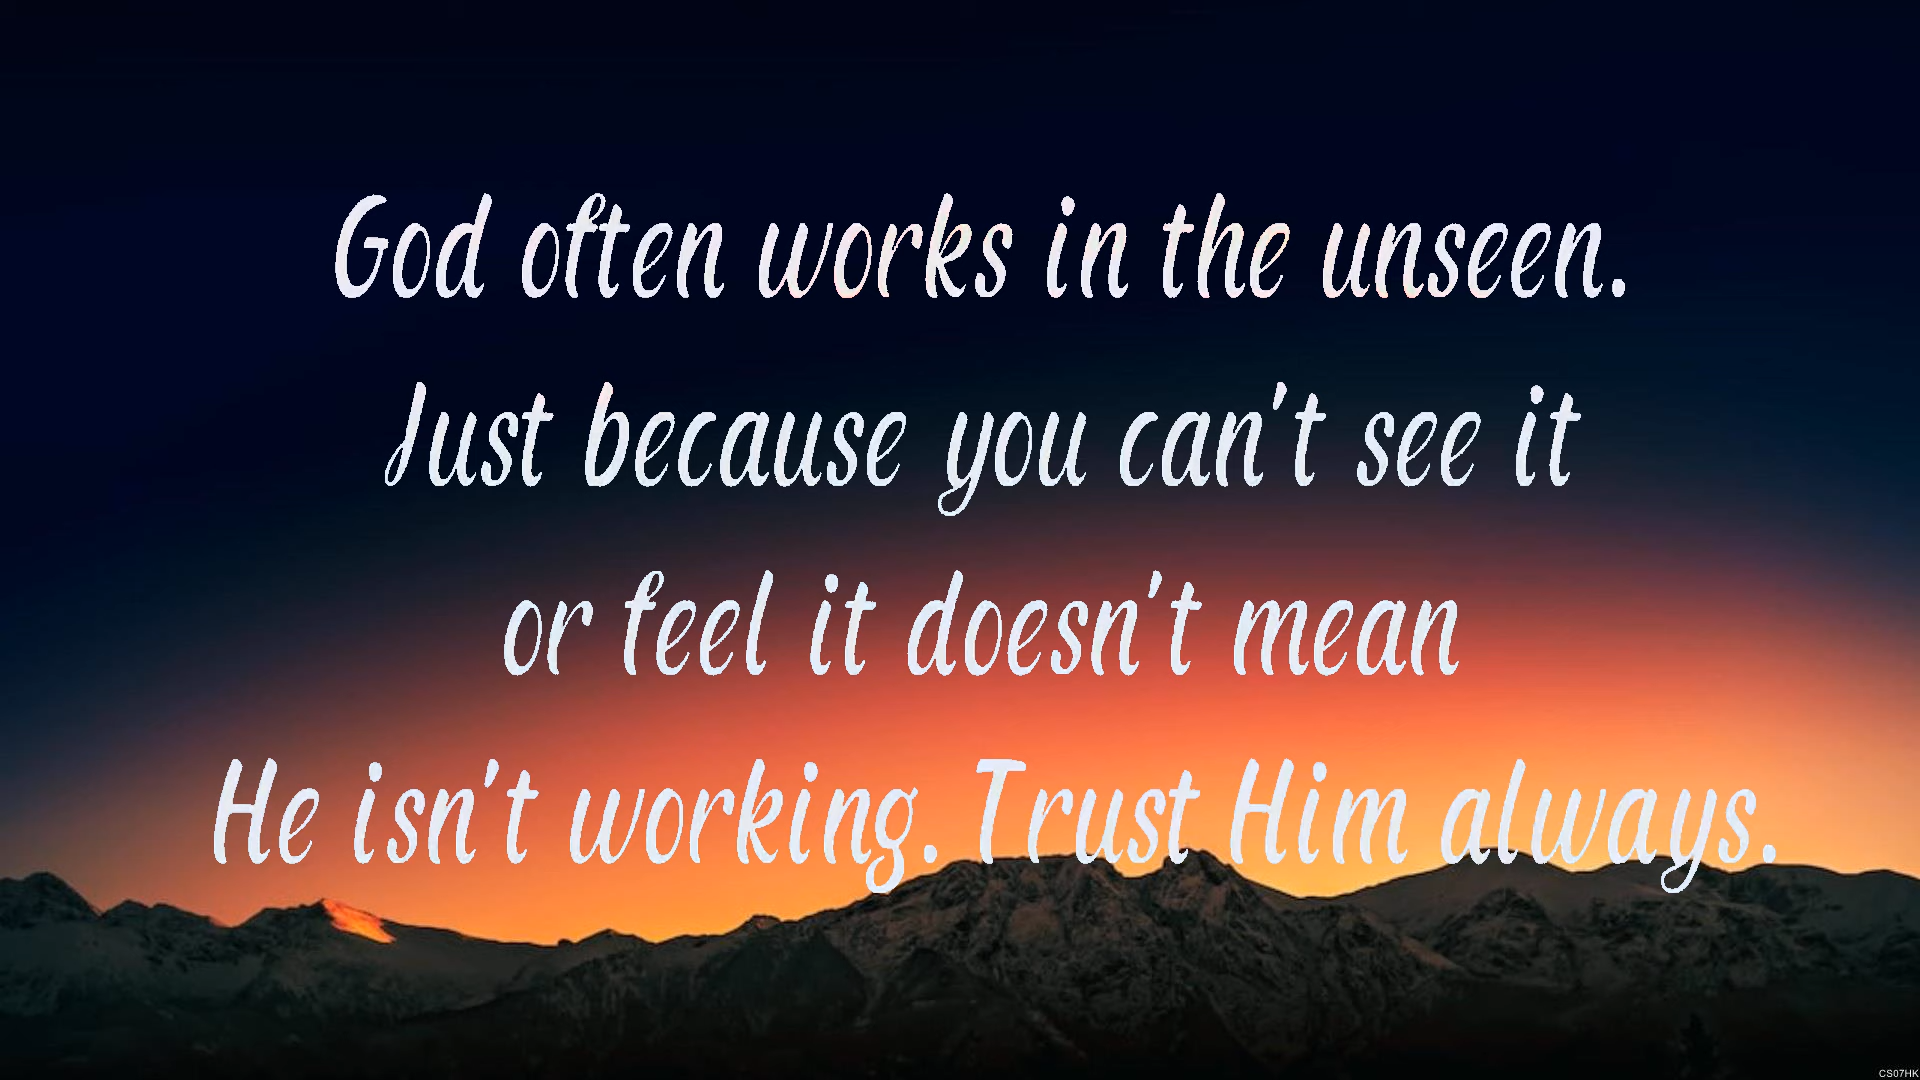 God often works in the unseen.
Just because you can't see it
or feel it doesn't mean
He isn't working. Trust Him always.
CS07HK